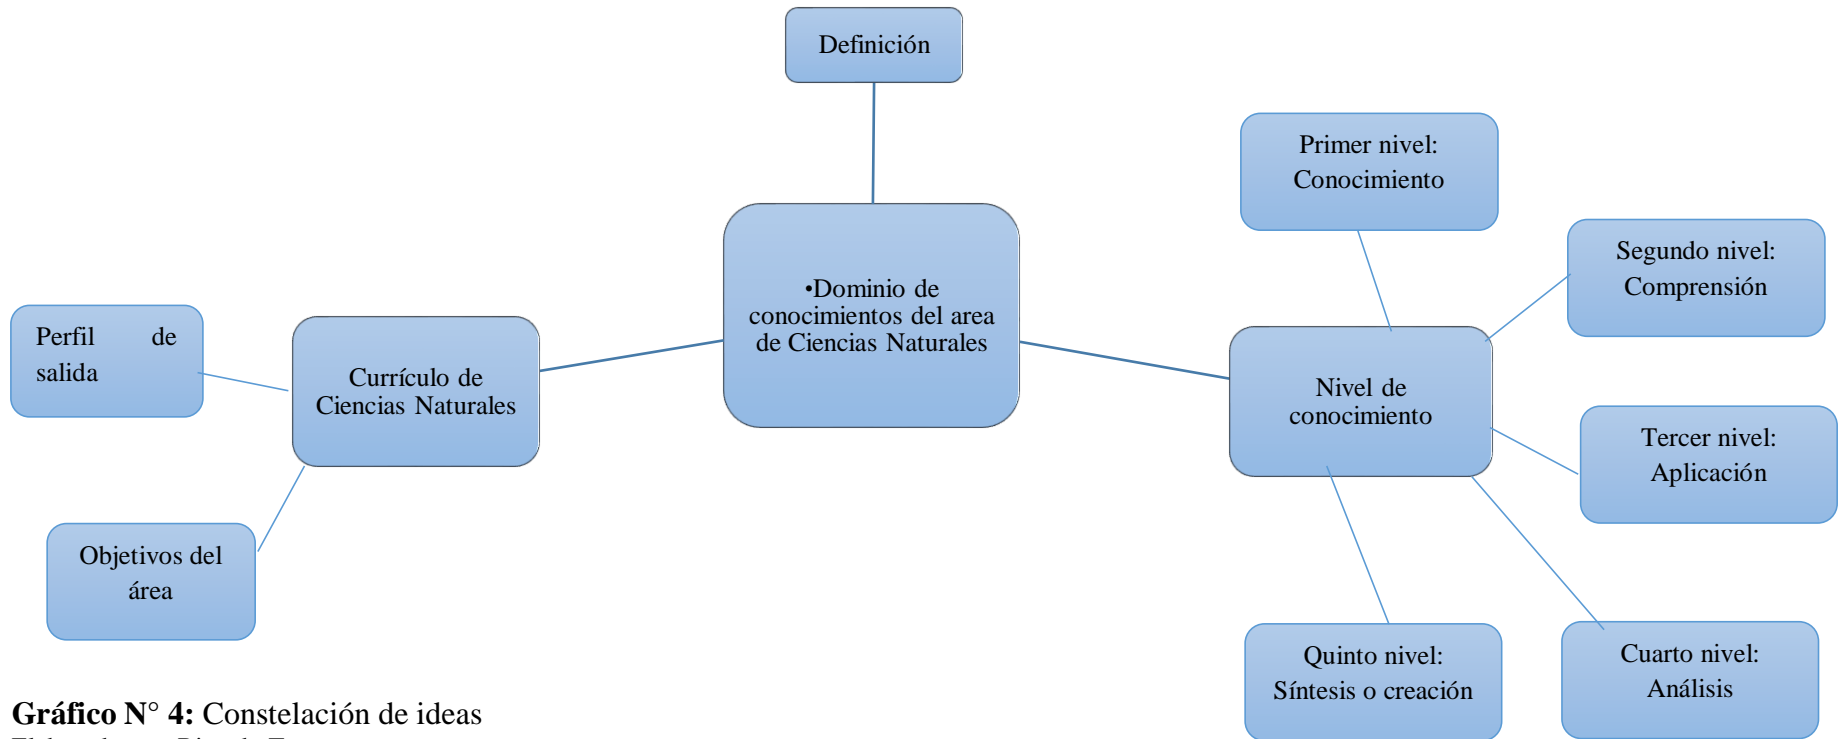 Definición
Primer nivel:
Conocimiento
Segundo nivel:
Comprensión
•Dominio de
conocimientos del area
de Ciencias Naturales
Perfil de
salida
Currículo de
Ciencias Naturales
Nivel de
conocimiento
Tercer nivel:
Aplicación
Objetivos del
área
Quinto nivel:
Síntesis o creación
Cuarto nivel:
Análisis
Gráfico N° 4: Constelación de ideas